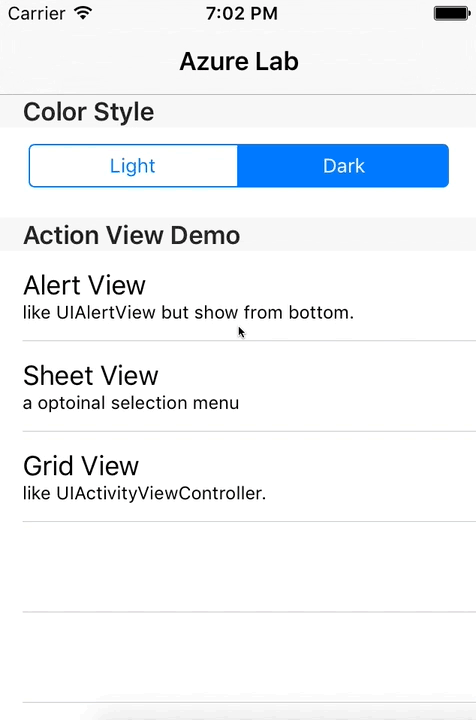 Carrier 7:02 PM
Azure Lab
Color Style
Light Dark
Action View Demo
Alert View
like UIAlertView but show from bottom.
Sheet View
a optoinal selection menu
Grid View
like UIActivityViewController.